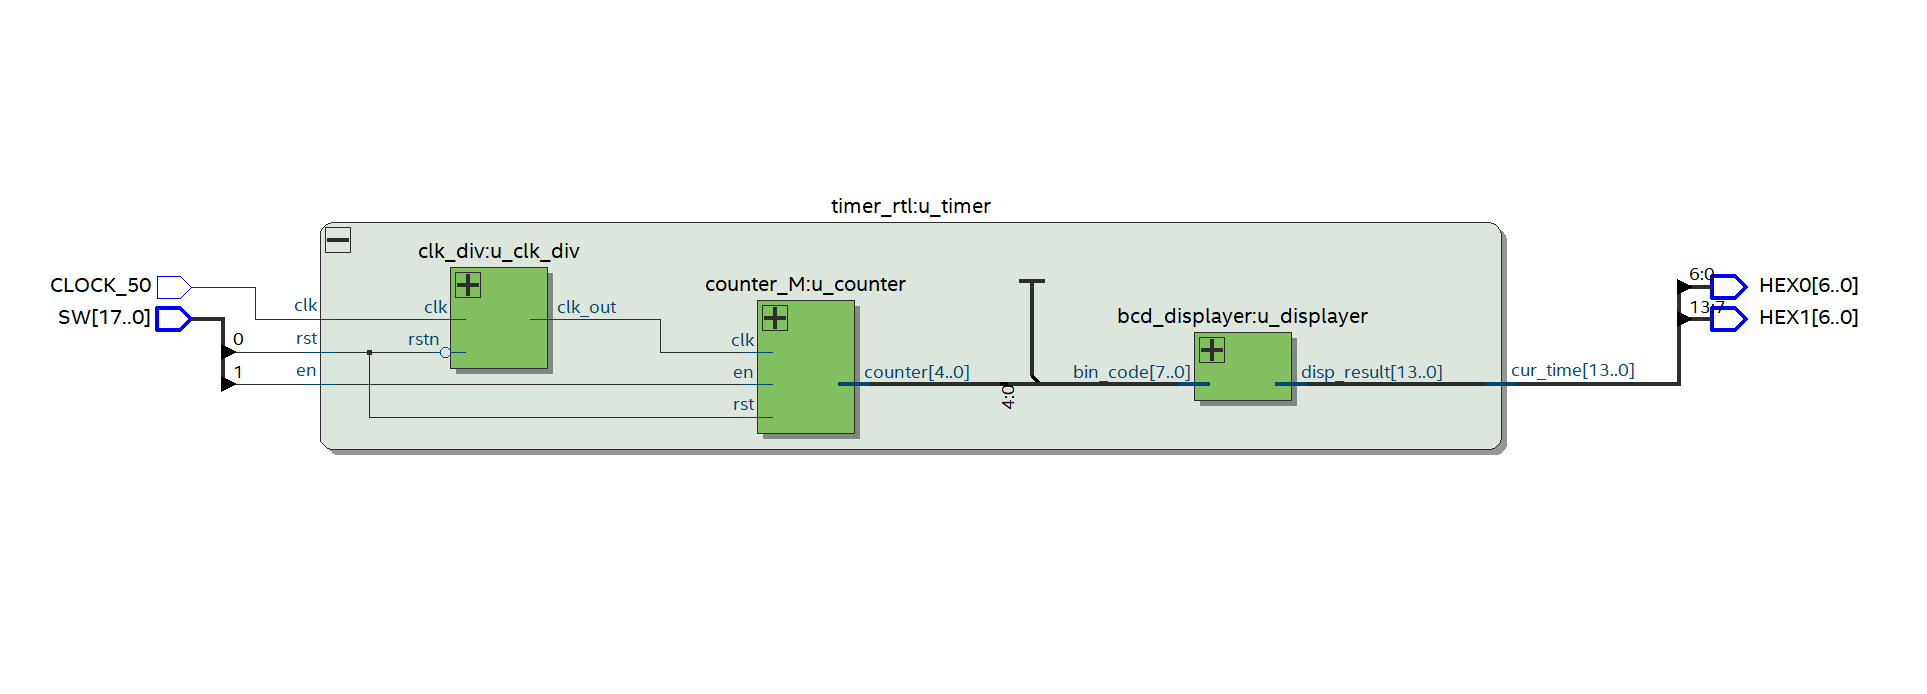 timer_rtl:u_timer
clk_div:u_clk_div
CLOCK_50
SW[17..0]
0
1
clk
rst
en
clk
rstn
clk_out
counter_M:u_counter
clk
en
rst
counter[4..0]
4:0
bcd_displayer:u_displayer
bin_code[7..0]
disp_result[13..0]
cur_time[13..0]
6:0
HEX0[6..0]
13:7
HEX1[6..0]